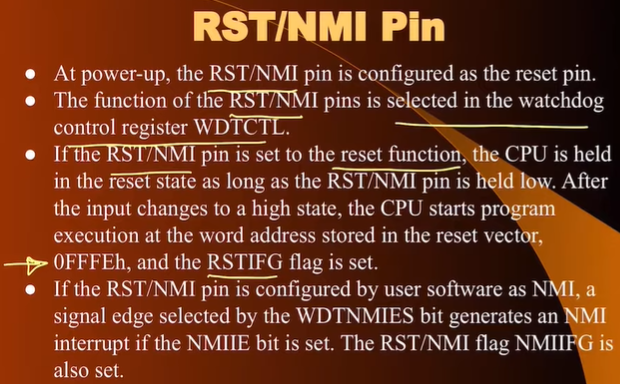 RST/NMI Pin
● At power-up, the RST/NMI pin is configured as the reset pin.
● The function of the RST/NMI pins is selected in the watchdog
control register WDTCTL.
● If the RST/NMI pin is set to the reset function, the CPU is held
in the reset state as long as the RST/NMI pin is held low. After
the input changes to a high state, the CPU starts program
execution at the word address stored in the reset vector,
0FFFEh, and the RSTIFG flag is set.
● If the RST/NMI pin is configured by user software as NMI, a
signal edge selected by the WDTNMIES bit generates an NMI
interrupt if the NMIIE bit is set. The RST/NMI flag NMIIFG is
also set.